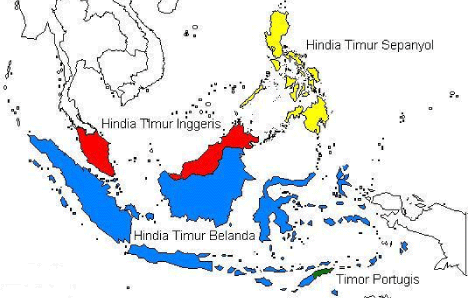 Hindia Timur Sepanyol
Hindia Timur Inggeris
Hindia Timur Belanda
Timor Portugis